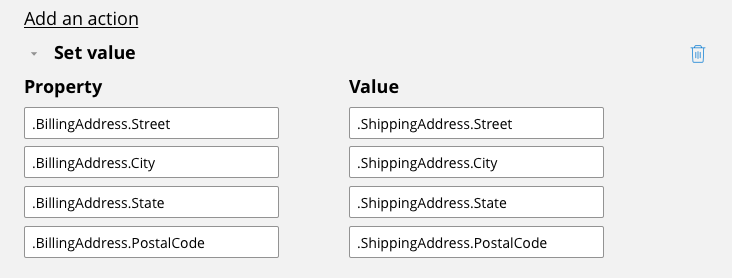 Add an action
Set value
Property Value
.BillingAddress.Street .ShippingAddress.Street
.BillingAddress.City .ShippingAddress.City
.BillingAddress.State .ShippingAddress.State
.BillingAddress.PostalCode .ShippingAddress.PostalCode